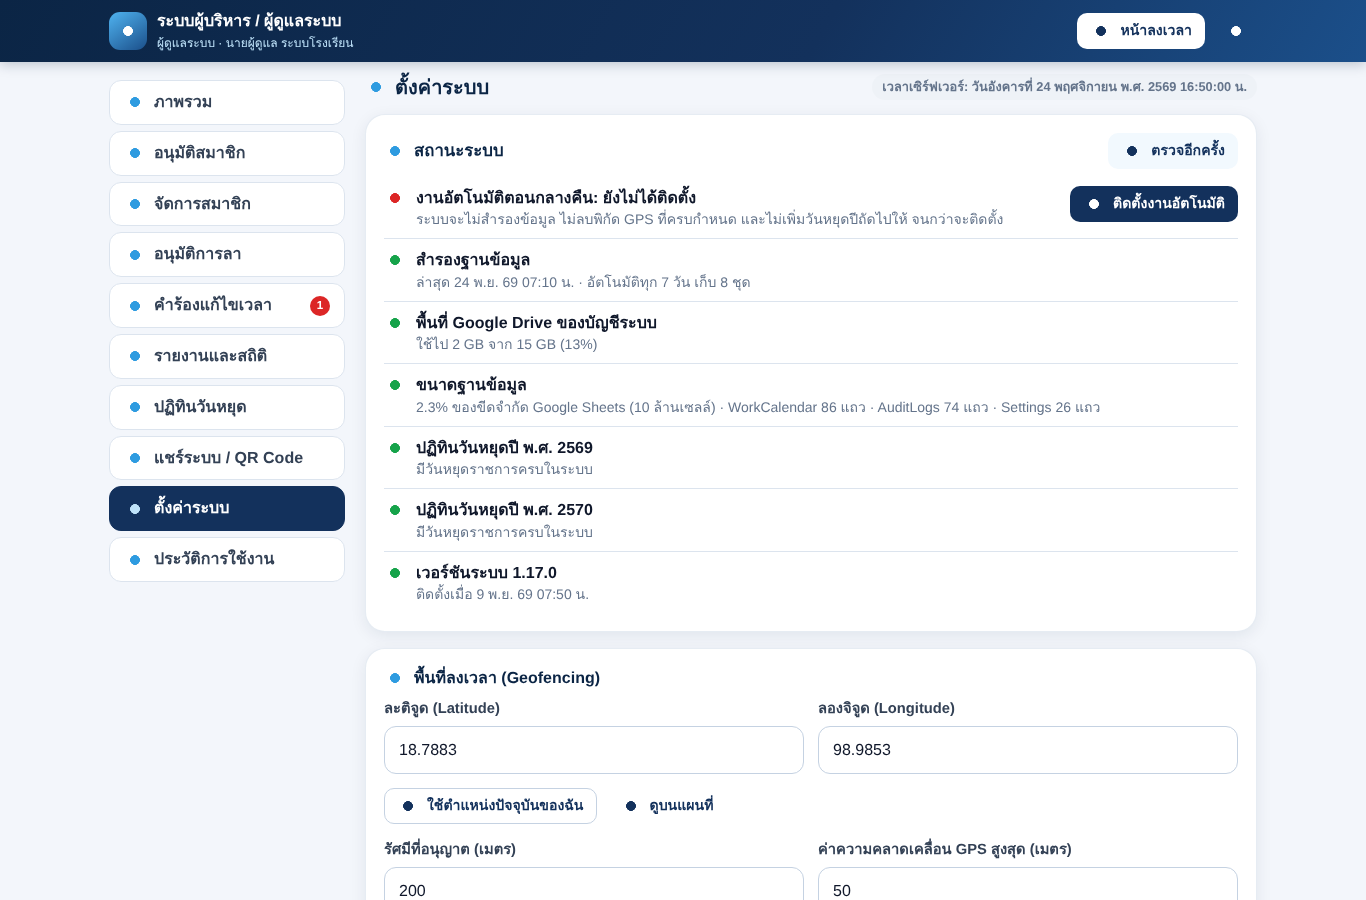 ระบบผู้บริหาร / ผู้ดูแลระบบ
ผู้ดูแลระบบ · นายผู้ดูแล ระบบโรงเรียน
หน้าลงเวลา
ภาพรวม
อนุมัติสมาชิก
จัดการสมาชิก
อนุมัติการลา
คำร้องแก้ไขเวลา
1
รายงานและสถิติ
ปฏิทินวันหยุด
แชร์ระบบ / QR Code
ตั้งค่าระบบ
ประวัติการใช้งาน
ตั้งค่าระบบ
เวลาเซิร์ฟเวอร์: วันอังคารที่ 24 พฤศจิกายน พ.ศ. 2569 16:50:00 น.
สถานะระบบ
ตรวจอีกครั้ง
งานอัตโนมัติตอนกลางคืน: ยังไม่ได้ติดตั้ง
ระบบจะไม่สำรองข้อมูล ไม่ลบพิกัด GPS ที่ครบกำหนด และไม่เพิ่มวันหยุดปีถัดไปให้ จนกว่าจะติดตั้ง
ติดตั้งงานอัตโนมัติ
สำรองฐานข้อมูล
ล่าสุด 24 พ.ย. 69 07:10 น. · อัตโนมัติทุก 7 วัน เก็บ 8 ชุด
พื้นที่ Google Drive ของบัญชีระบบ
ใช้ไป 2 GB จาก 15 GB (13%)
ขนาดฐานข้อมูล
2.3% ของขีดจำกัด Google Sheets (10 ล้านเซลล์) · WorkCalendar 86 แถว · AuditLogs 74 แถว · Settings 26 แถว
ปฏิทินวันหยุดปี พ.ศ. 2569
มีวันหยุดราชการครบในระบบ
ปฏิทินวันหยุดปี พ.ศ. 2570
มีวันหยุดราชการครบในระบบ
เวอร์ชันระบบ 1.17.0
ติดตั้งเมื่อ 9 พ.ย. 69 07:50 น.
พื้นที่ลงเวลา (Geofencing)
ละติจูด (Latitude)
ลองจิจูด (Longitude)
18.7883
98.9853
ใช้ตำแหน่งปัจจุบันของฉัน
ดูบนแผนที่
รัศมีที่อนุญาต (เมตร)
ค่าความคลาดเคลื่อน GPS สูงสุด (เมตร)
200
50